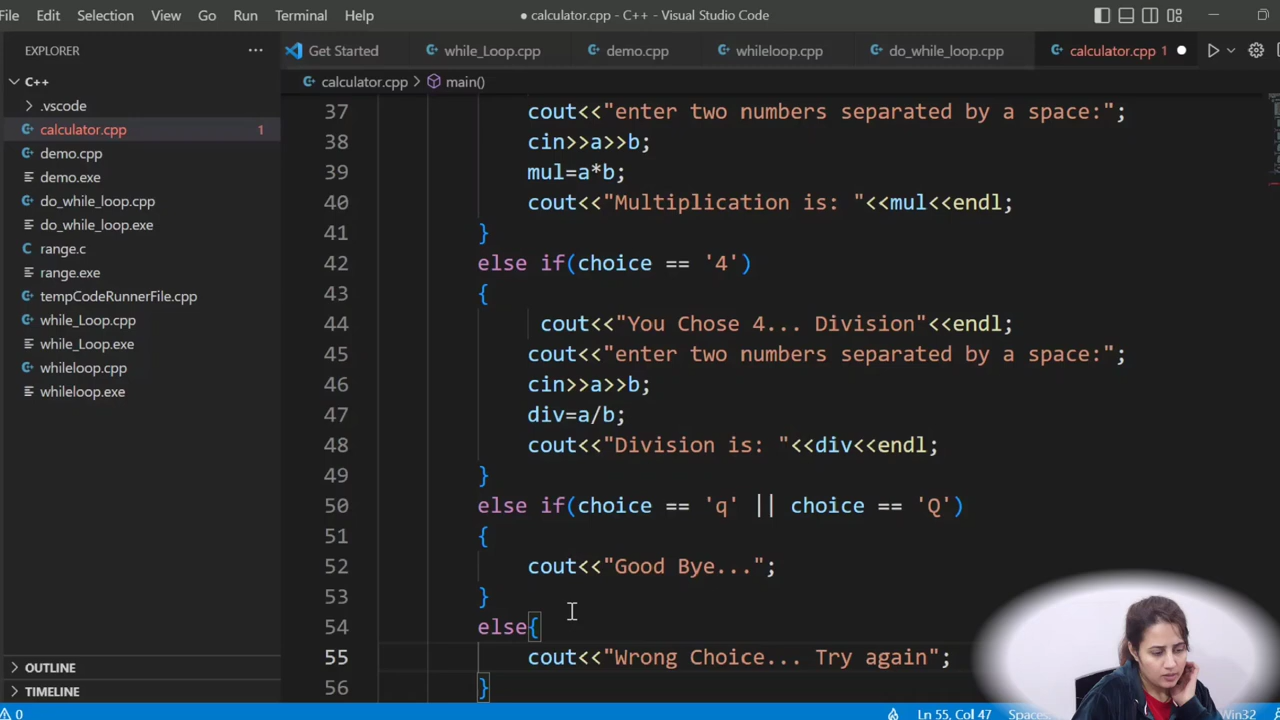 File Edit Selection View Go Run Terminal Help
● calculator.cpp - C++ - Visual Studio Code
EXPLORER ...
Get Started while_Loop.cpp demo.cpp whileloop.cpp do_while_loop.cpp calculator.cpp 1
C++
calculator.cpp > main()
.vscode
calculator.cpp 1
demo.cpp
demo.exe
do_while_loop.cpp
do_while_loop.exe
range.c
range.exe
tempCodeRunnerFile.cpp
while_Loop.cpp
while_Loop.exe
whileloop.cpp
whileloop.exe
OUTLINE
TIMELINE
37 cout<<"enter two numbers separated by a space:";
38 cin>>a>>b;
39 mul=a*b;
40 cout<<"Multiplication is: "<<mul<<endl;
41 }
42 else if(choice == '4')
43 {
44 cout<<"You Chose 4... Division"<<endl;
45 cout<<"enter two numbers separated by a space:";
46 cin>>a>>b;
47 div=a/b;
48 cout<<"Division is: "<<div<<endl;
49 }
50 else if(choice == 'q' || choice == 'Q')
51 {
52 cout<<"Good Bye...";
53 }
54 else{
55 cout<<"Wrong Choice... Try again";
56 }
0 Ln 55, Col 47 Spaces Win32